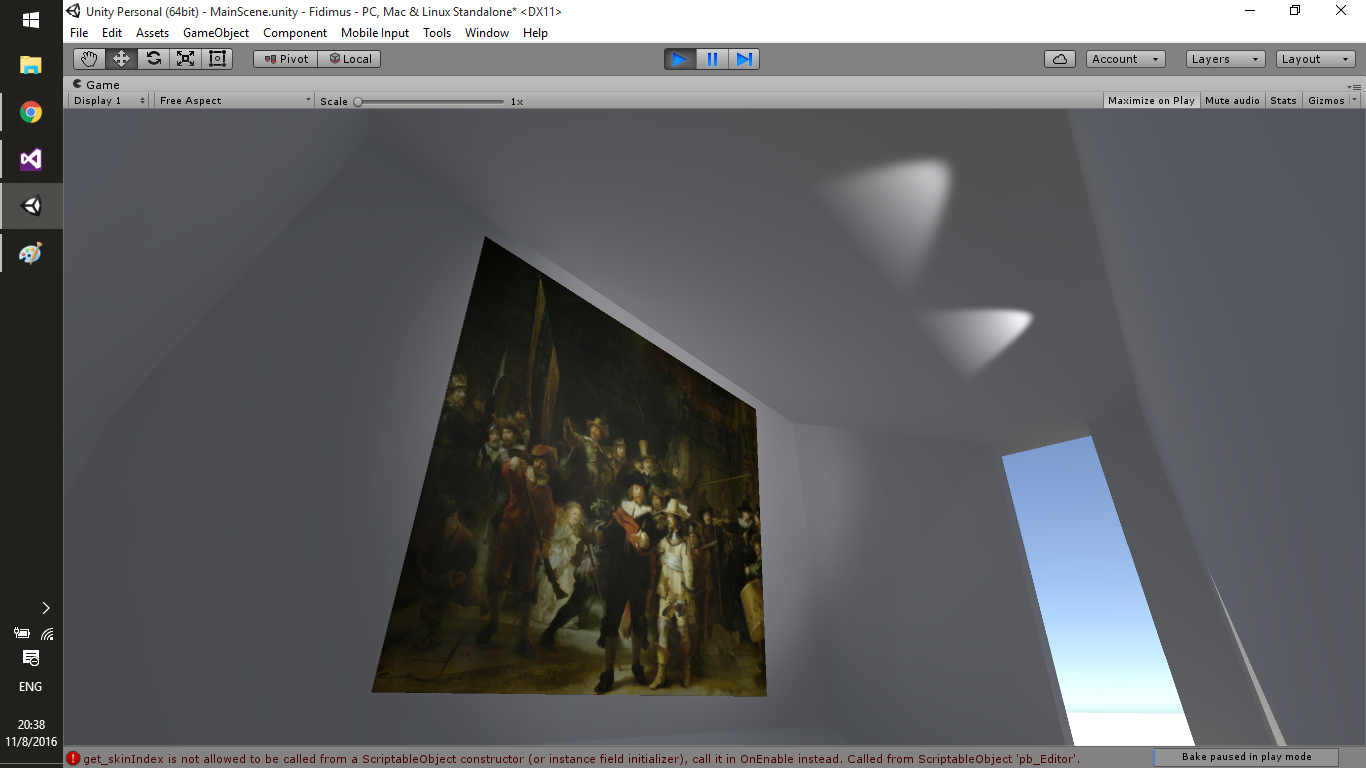 Unity Personal (64bit) - MainScene.unity - Fidimus - PC, Mac & Linux Standalone* <DX11>
File Edit Assets GameObject Component Mobile Input Tools Window Help
Pivot Local Account Layers Layout
Game
Display 1 Free Aspect Scale 1x Maximize on Play Mute audio Stats Gizmos
ENG
20:38
11/8/2016
get_skinIndex is not allowed to be called from a ScriptableObject constructor (or instance field initializer), call it in OnEnable instead. Called from ScriptableObject 'pb_Editor'.
Bake paused in play mode